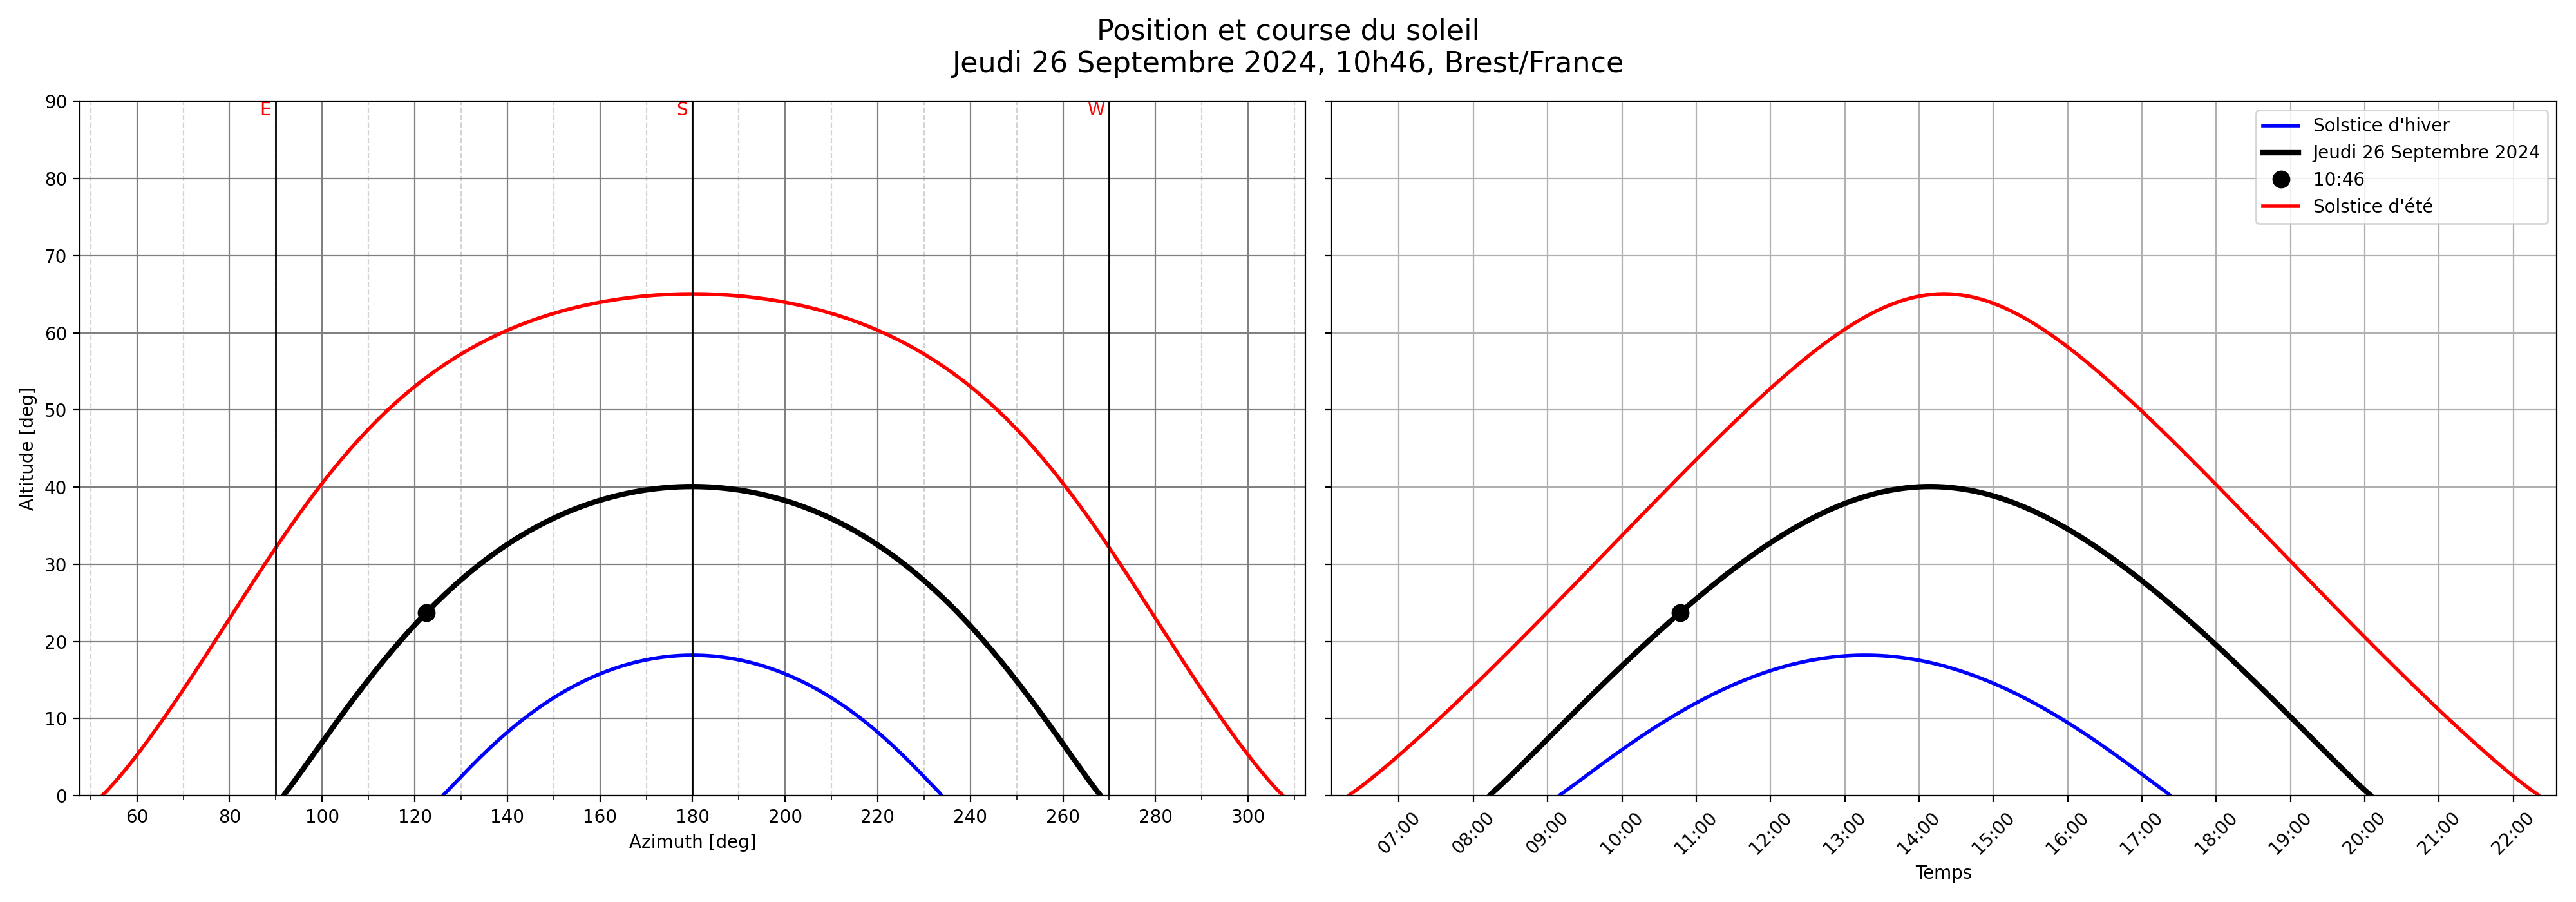 Position et course du soleil
Jeudi 26 Septembre 2024, 10h46, Brest/France
E
S
W
90
80
70
60
50
40
30
20
10
0
Altitude [deg]
60 80 100 120 140 160 180 200 220 240 260 280 300
Azimuth [deg]
Solstice d'hiver
Jeudi 26 Septembre 2024
10:46
Solstice d'été
07:00 08:00 09:00 10:00 11:00 12:00 13:00 14:00 15:00 16:00 17:00 18:00 19:00 20:00 21:00 22:00
Temps